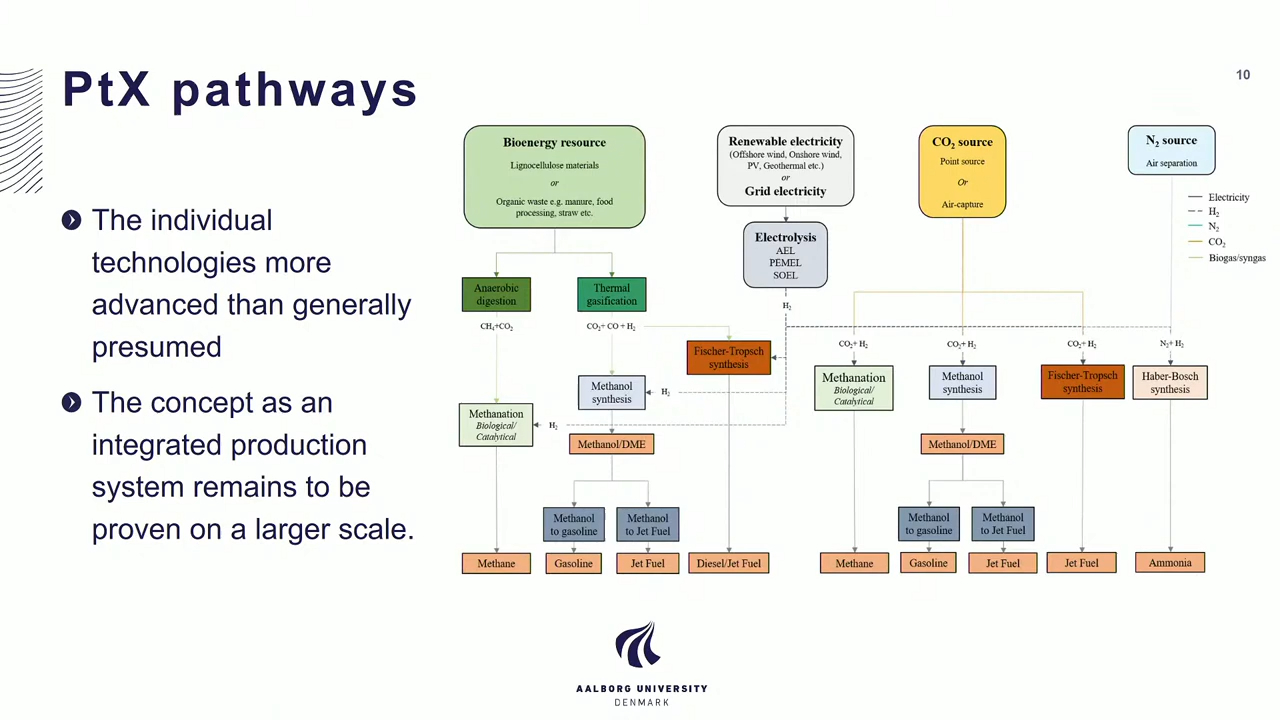 PtX pathways
10
The individual
technologies more
advanced than generally
presumed
The concept as an
integrated production
system remains to be
proven on a larger scale.
Bioenergy resource
Lignocellulose materials
or
Organic waste e.g. manure, food
processing, straw etc.
Renewable electricity
(Offshore wind, Onshore wind,
PV, Geothermal etc.)
or
Grid electricity
CO₂ source
Point source
Or
Air-capture
N₂ source
Air separation
Electricity
H₂
N₂
CO₂
Biogas/syngas
Electrolysis
AEL
PEMEL
SOEL
Anaerobic
digestion
Thermal
gasification
H₂
CH₄+CO₂
CO₂+ CO + H₂
Fischer-Tropsch
synthesis
CO₂+ H₂
CO₂+ H₂
CO₂+ H₂
N₂+ H₂
Methanol
synthesis
H₂
Methanation
Biological/
Catalytical
H₂
Methanation
Biological/
Catalytical
Methanol
synthesis
Fischer-Tropsch
synthesis
Haber-Bosch
synthesis
Methanol/DME
Methanol/DME
Methanol
to gasoline
Methanol
to Jet Fuel
Methanol
to gasoline
Methanol
to Jet Fuel
Methane
Gasoline
Jet Fuel
Diesel/Jet Fuel
Methane
Gasoline
Jet Fuel
Jet Fuel
Ammonia
AALBORG UNIVERSITY
DENMARK